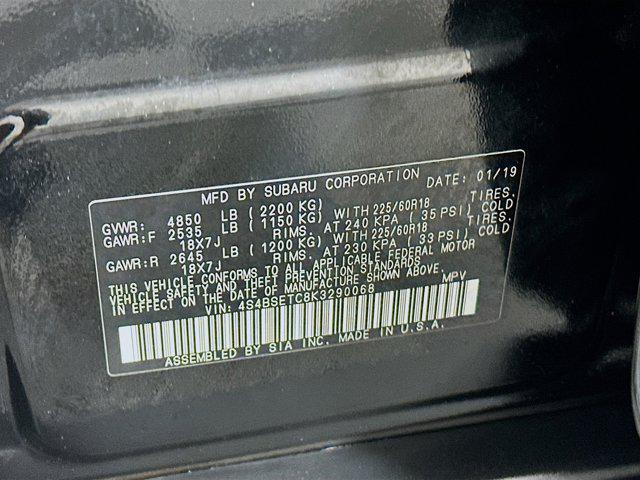 MFD BY SUBARU CORPORATION DATE: 01/19
GVWR: 4850 LB (2200 KG)
GAWR:F 2535 LB (1150 KG) WITH 225/60R18 TIRES.
18X7J RIMS. AT 240 KPA (35 PSI) COLD
GAWR:R 2645 LB (1200 KG) WITH 225/60R18 TIRES.
18X7J RIMS. AT 230 KPA (33 PSI) COLD
THIS VEHICLE CONFORMS TO ALL APPLICABLE FEDERAL MOTOR
VEHICLE SAFETY AND THEFT PREVENTION STANDARDS
IN EFFECT ON THE DATE OF MANUFACTURE SHOWN ABOVE.
VIN: 4S4BSETC8K3290068 MPV
ASSEMBLED BY SIA INC. MADE IN U.S.A.